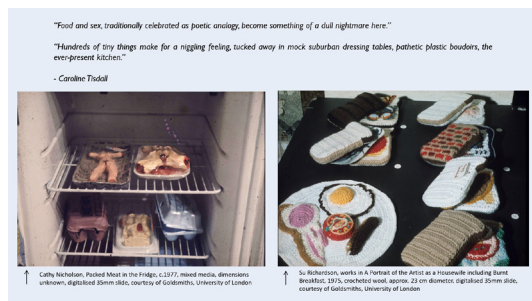 “Food and sex, traditionally celebrated as poetic analogy, become something of a dull nightmare here.”
“Hundreds of tiny things make for a niggling feeling, tucked away in mock suburban dressing tables, pathetic plastic boudoirs, the
ever-present kitchen.”
- Caroline Tisdall
Cathy Nicholson, Packed Meat in the Fridge, c.1977, mixed media, dimensions
unknown, digitalised 35mm slide, courtesy of Goldsmiths, University of London
Su Richardson, works in A Portrait of the Artist as a Housewife including Burnt
Breakfast, 1975, crocheted wool, approx. 23 cm diameter, digitalised 35mm slide,
courtesy of Goldsmiths, University of London